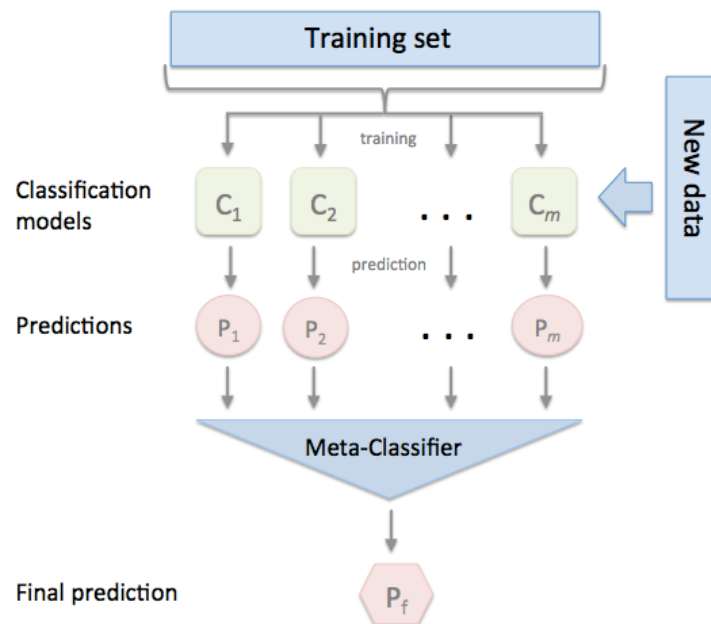 Training set
training
New data
Classification
models
C1 C2 . . . Cm
prediction
Predictions
P1 P2 . . . Pm
Meta-Classifier
Final prediction
Pf